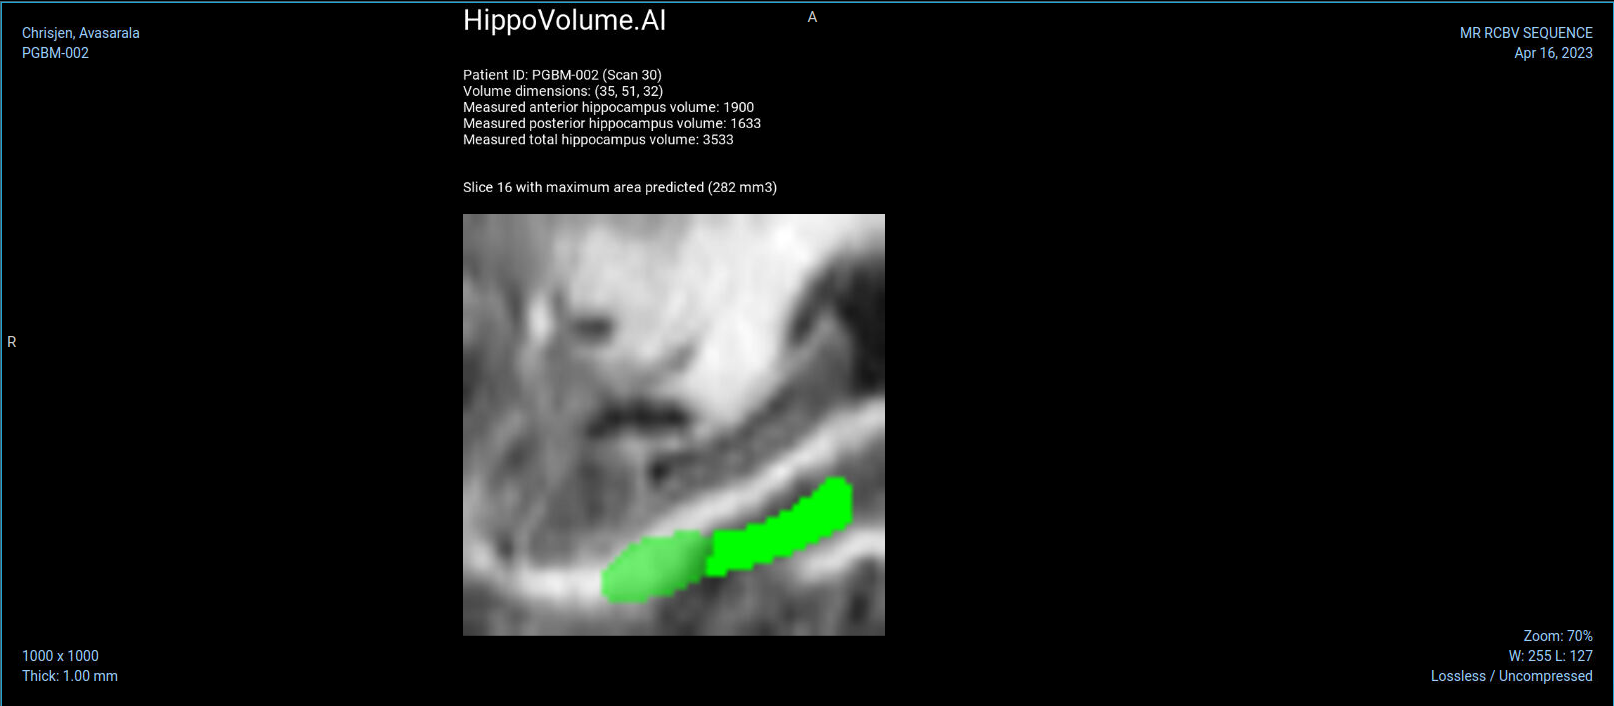 HippoVolume.AI
A
Chrisjen, Avasarala
PGBM-002
MR RCBV SEQUENCE
Apr 16, 2023
Patient ID: PGBM-002 (Scan 30)
Volume dimensions: (35, 51, 32)
Measured anterior hippocampus volume: 1900
Measured posterior hippocampus volume: 1633
Measured total hippocampus volume: 3533
Slice 16 with maximum area predicted (282 mm3)
R
1000 x 1000
Thick: 1.00 mm
Zoom: 70%
W: 255 L: 127
Lossless / Uncompressed